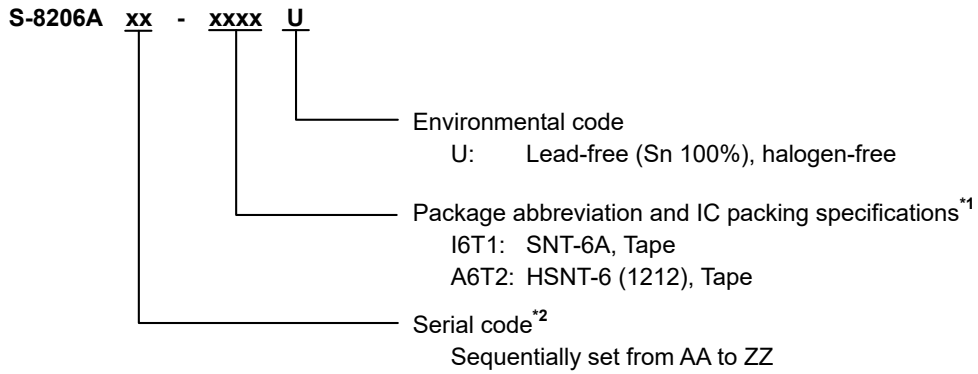 S-8206A xx - xxxx U
Environmental code
U: Lead-free (Sn 100%), halogen-free
Package abbreviation and IC packing specifications*1
I6T1: SNT-6A, Tape
A6T2: HSNT-6 (1212), Tape
Serial code*2
Sequentially set from AA to ZZ